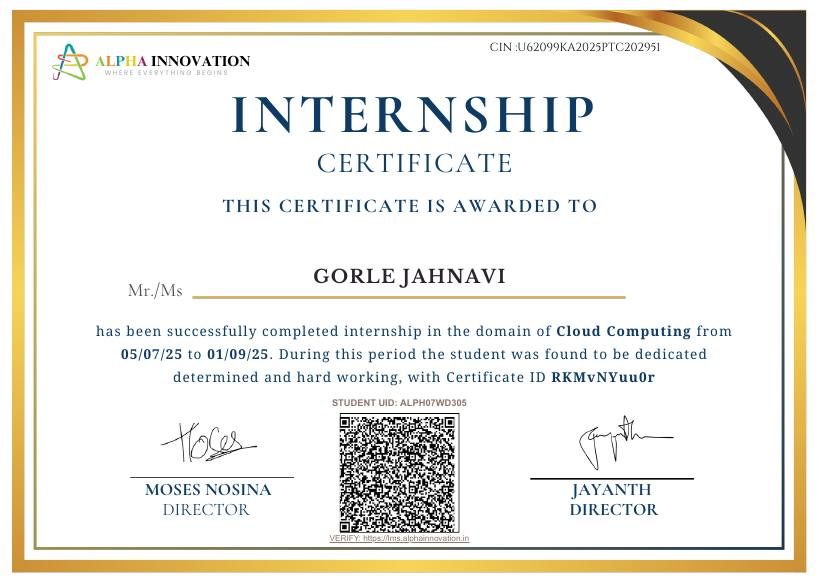 ALPHA INNOVATION
WHERE EVERYTHING BEGINS
CIN :U62099KA2025PTC202951
INTERNSHIP
CERTIFICATE
THIS CERTIFICATE IS AWARDED TO
GORLE JAHNAVI
Mr./Ms
has been successfully completed internship in the domain of Cloud Computing from
05/07/25 to 01/09/25. During this period the student was found to be dedicated
determined and hard working, with Certificate ID RKMvNYuu0r
STUDENT UID: ALPH07WD305
Moses
Jayanth
MOSES NOSINA
DIRECTOR
JAYANTH
DIRECTOR
VERIFY: https://lms.alphainnovation.in